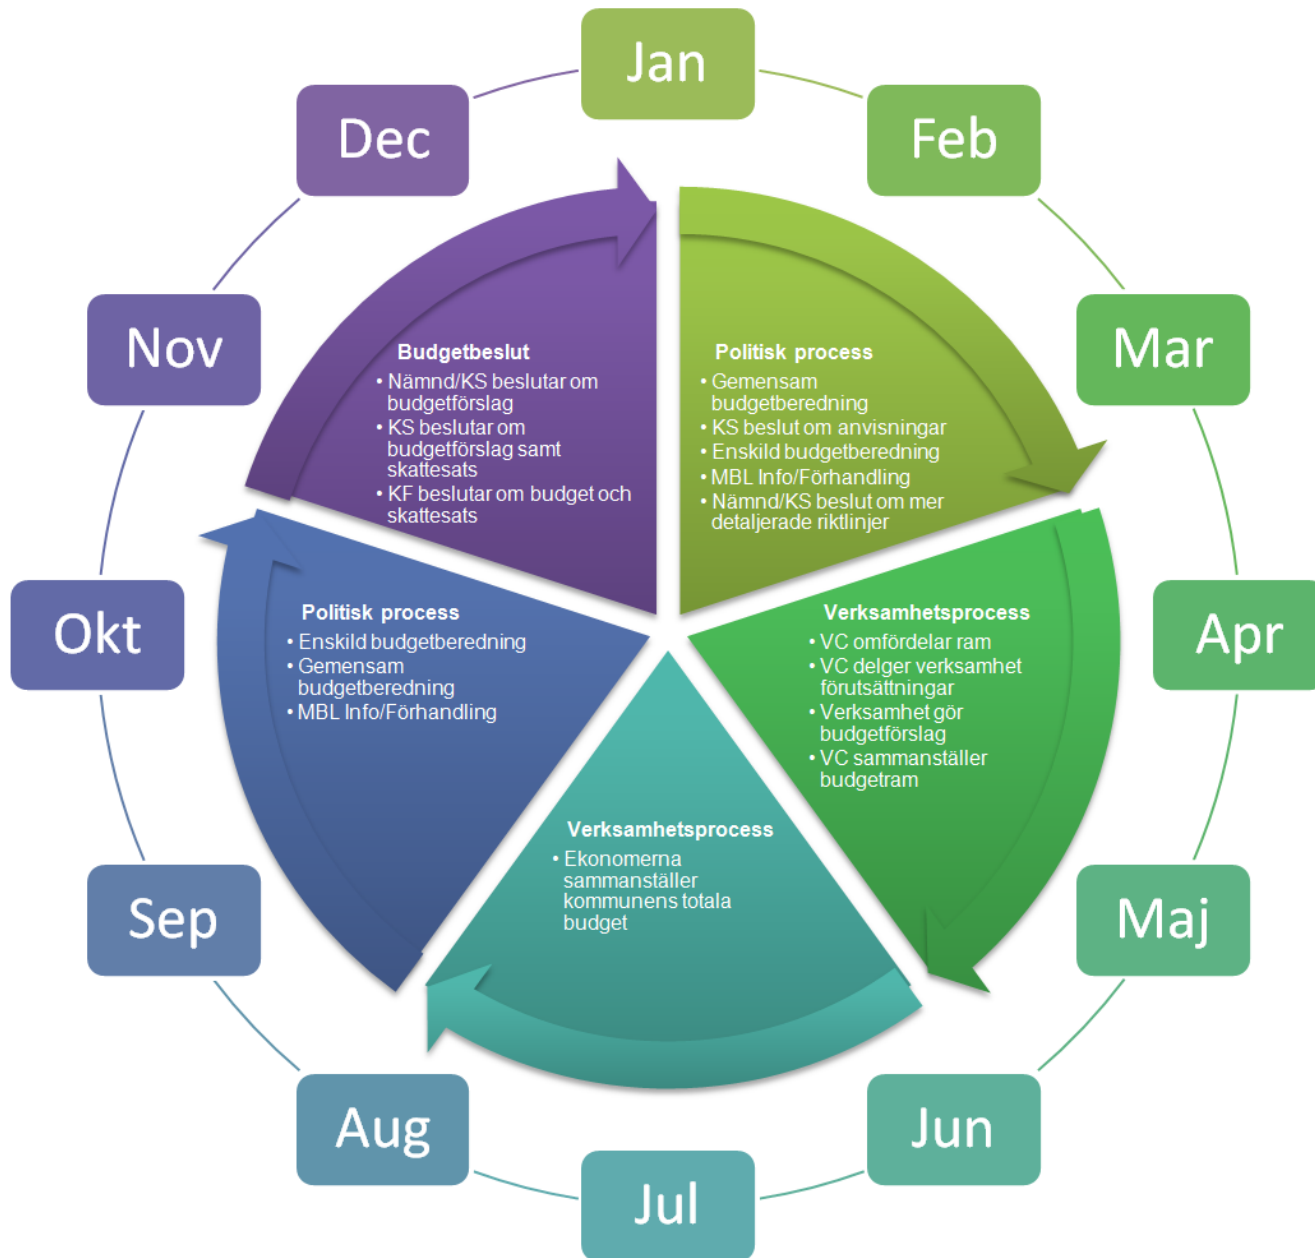 Jan
Feb
Mar
Apr
Maj
Jun
Jul
Aug
Sep
Okt
Nov
Dec
Politisk process
• Gemensam
budgetberedning
• KS beslut om anvisningar
• Enskild budgetberedning
• MBL Info/Förhandling
• Nämnd/KS beslut om mer
detaljerade riktlinjer
Verksamhetsprocess
• VC omfördelar ram
• VC delger verksamhet
förutsättningar
• Verksamhet gör
budgetförslag
• VC sammanställer
budgetram
Verksamhetsprocess
• Ekonomerna
sammanställer
kommunens totala
budget
Politisk process
• Enskild budgetberedning
• Gemensam
budgetberedning
• MBL Info/Förhandling
Budgetbeslut
• Nämnd/KS beslutar om
budgetförslag
• KS beslutar om
budgetförslag samt
skattesats
• KF beslutar om budget och
skattesats